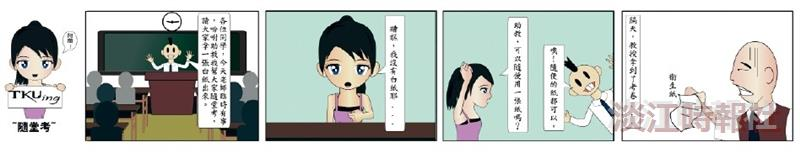 TKUing
"隨堂考"
各位同學，今天老師臨時有事
，吩咐助教我幫大家隨堂考，
請大家拿一張白紙出來。
糟糕，我沒有白紙耶...
助教，可以隨便用一張紙嗎？
噢！隨便的紙都可以。
隔天，教授拿到了考卷
衛生紙
淡江時報社